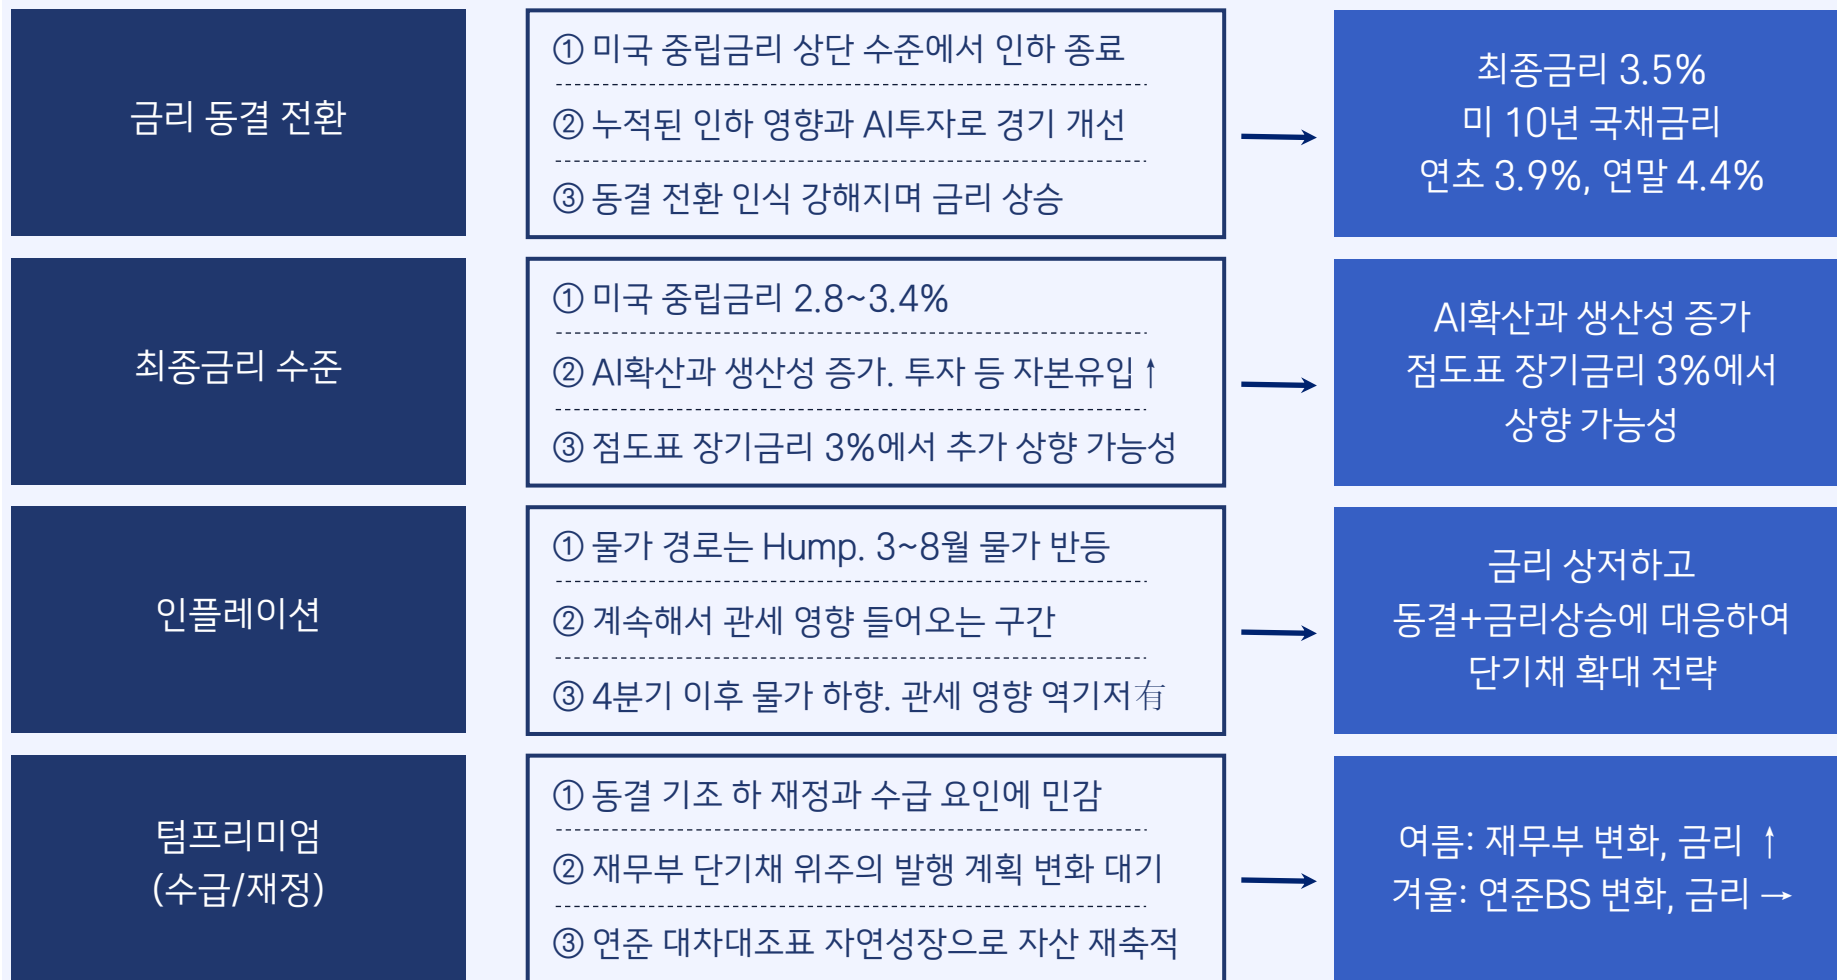 금리 동결 전환
① 미국 중립금리 상단 수준에서 인하 종료
② 누적된 인하 영향과 AI투자로 경기 개선
③ 동결 전환 인식 강해지며 금리 상승
최종금리 3.5%
미 10년 국채금리
연초 3.9%, 연말 4.4%
최종금리 수준
① 미국 중립금리 2.8~3.4%
② AI확산과 생산성 증가. 투자 등 자본유입↑
③ 점도표 장기금리 3%에서 추가 상향 가능성
AI확산과 생산성 증가
점도표 장기금리 3%에서
상향 가능성
인플레이션
① 물가 경로는 Hump. 3~8월 물가 반등
② 계속해서 관세 영향 들어오는 구간
③ 4분기 이후 물가 하향. 관세 영향 역기저有
금리 상저하고
동결+금리상승에 대응하여
단기채 확대 전략
텀프리미엄
(수급/재정)
① 동결 기조 하 재정과 수급 요인에 민감
② 재무부 단기채 위주의 발행 계획 변화 대기
③ 연준 대차대조표 자연성장으로 자산 재축적
여름: 재무부 변화, 금리 ↑
겨울: 연준BS 변화, 금리 →